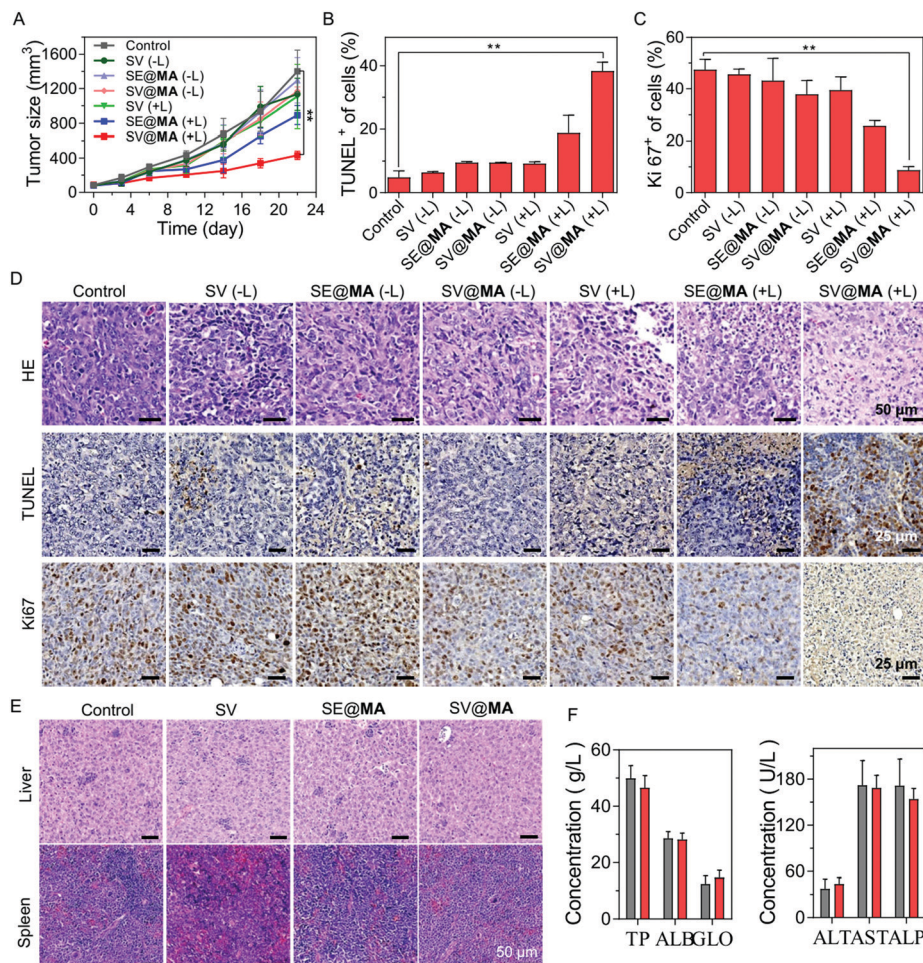 A
Tumor size (mm³)
1600
1200
800
400
0
0 4 8 12 16 20 24
Time (day)
Control
SV (-L)
SE@MA (-L)
SV@MA (-L)
SV (+L)
SE@MA (+L)
SV@MA (+L)
**
B
TUNEL⁺ of cells (%)
40
20
0
**
Control
SV (-L)
SE@MA (-L)
SV@MA (-L)
SV (+L)
SE@MA (+L)
SV@MA (+L)
C
Ki 67⁺ of cells (%)
60
40
20
0
**
Control
SV (-L)
SE@MA (-L)
SV@MA (-L)
SV (+L)
SE@MA (+L)
SV@MA (+L)
D
Control SV (-L) SE@MA (-L) SV@MA (-L) SV (+L) SE@MA (+L) SV@MA (+L)
HE
50 µm
TUNEL
25 µm
Ki67
25 µm
E
Control SV SE@MA SV@MA
Liver
Spleen
50 µm
F
Concentration ( g/L)
60
40
20
0
TP ALB GLO
Concentration ( U/L)
180
120
60
0
ALT AST ALP